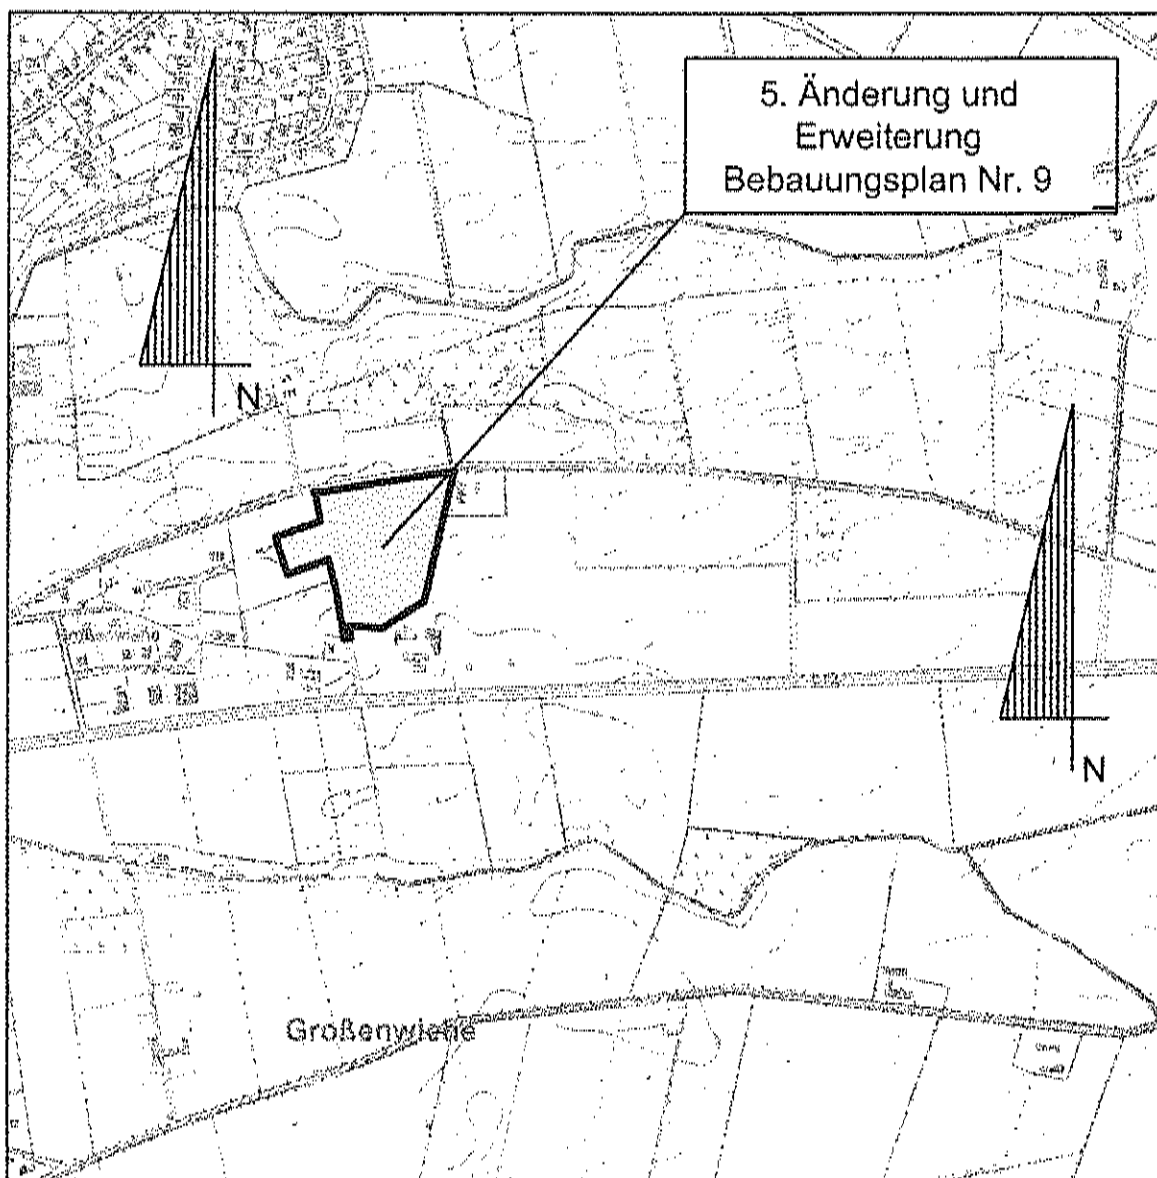 5. Änderung und
Erweiterung
Bebauungsplan Nr. 9
N
N
Großenwiehe